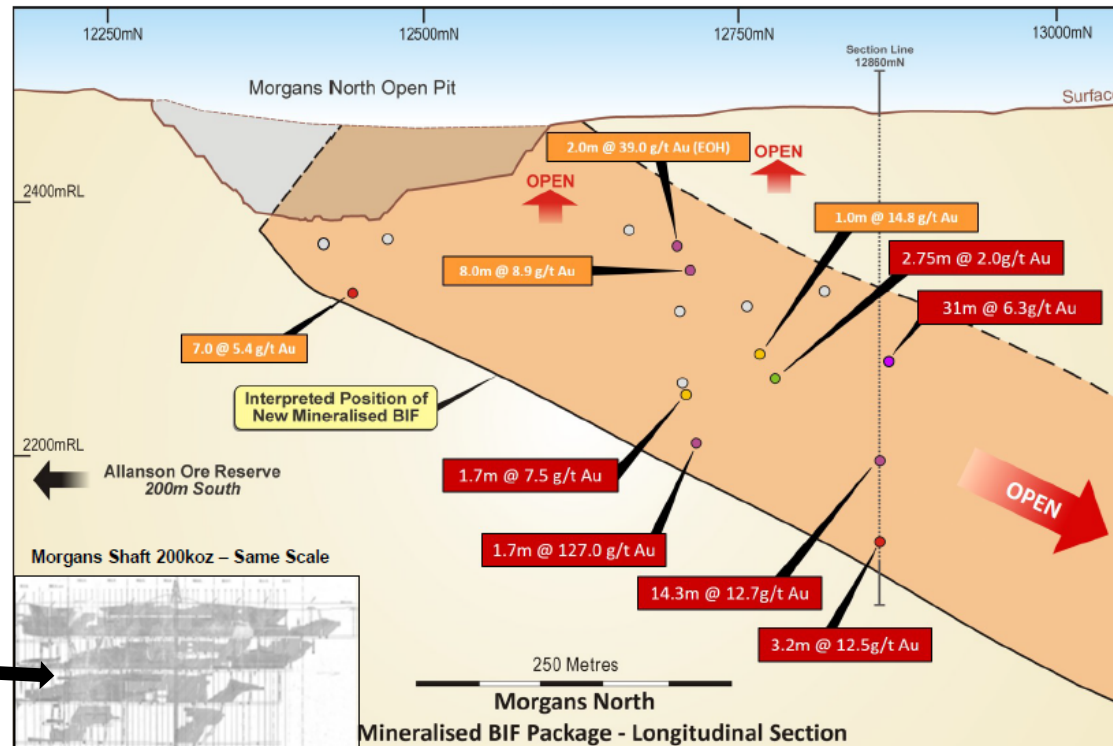 12250mN
12500mN
12750mN
13000mN
Section Line
12860mN
Morgans North Open Pit
Surface
2.0m @ 39.0 g/t Au (EOH)
OPEN
OPEN
2400mRL
1.0m @ 14.8 g/t Au
2.75m @ 2.0g/t Au
8.0m @ 8.9 g/t Au
31m @ 6.3g/t Au
7.0 @ 5.4 g/t Au
Interpreted Position of
New Mineralised BIF
2200mRL
Allanson Ore Reserve
200m South
1.7m @ 7.5 g/t Au
OPEN
1.7m @ 127.0 g/t Au
Morgans Shaft 200koz – Same Scale
14.3m @ 12.7g/t Au
3.2m @ 12.5g/t Au
250 Metres
Morgans North
Mineralised BIF Package - Longitudinal Section